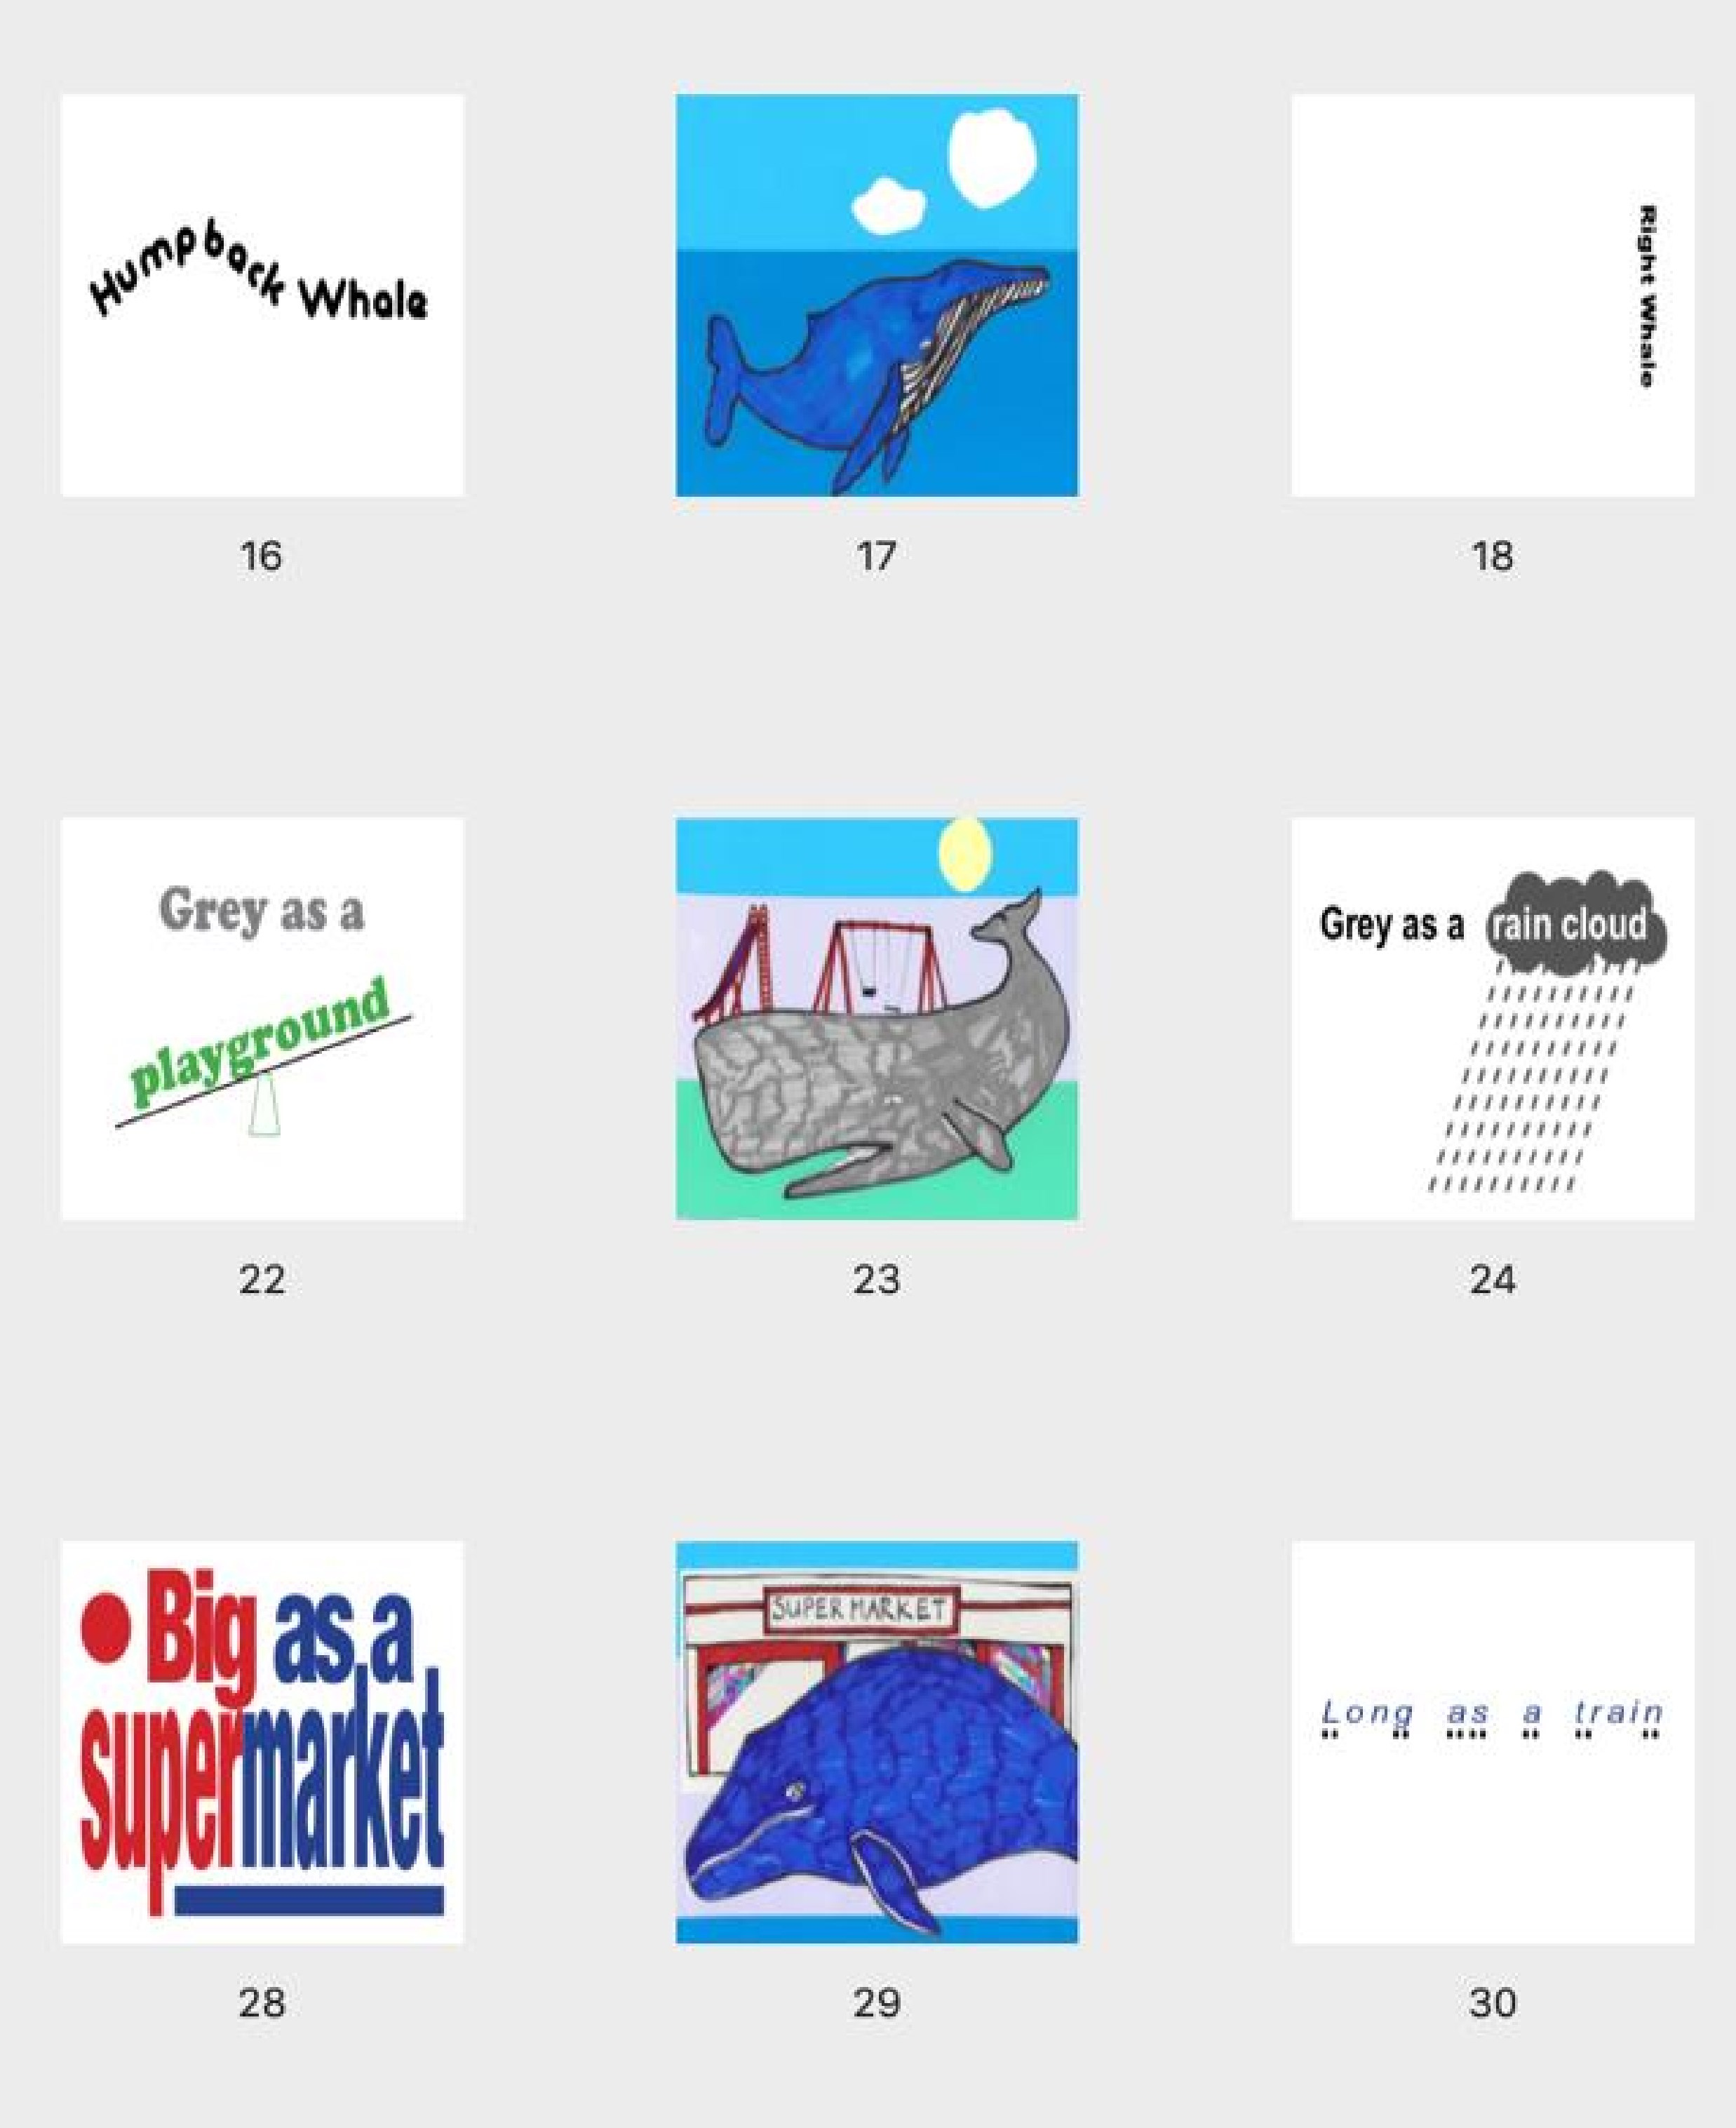 Humpback Whale
Right Whale
16
17
18
Grey as a
playground
Grey as a rain cloud
22
23
24
Big as a
supermarket
SUPER MARKET
Long as a train
28
29
30